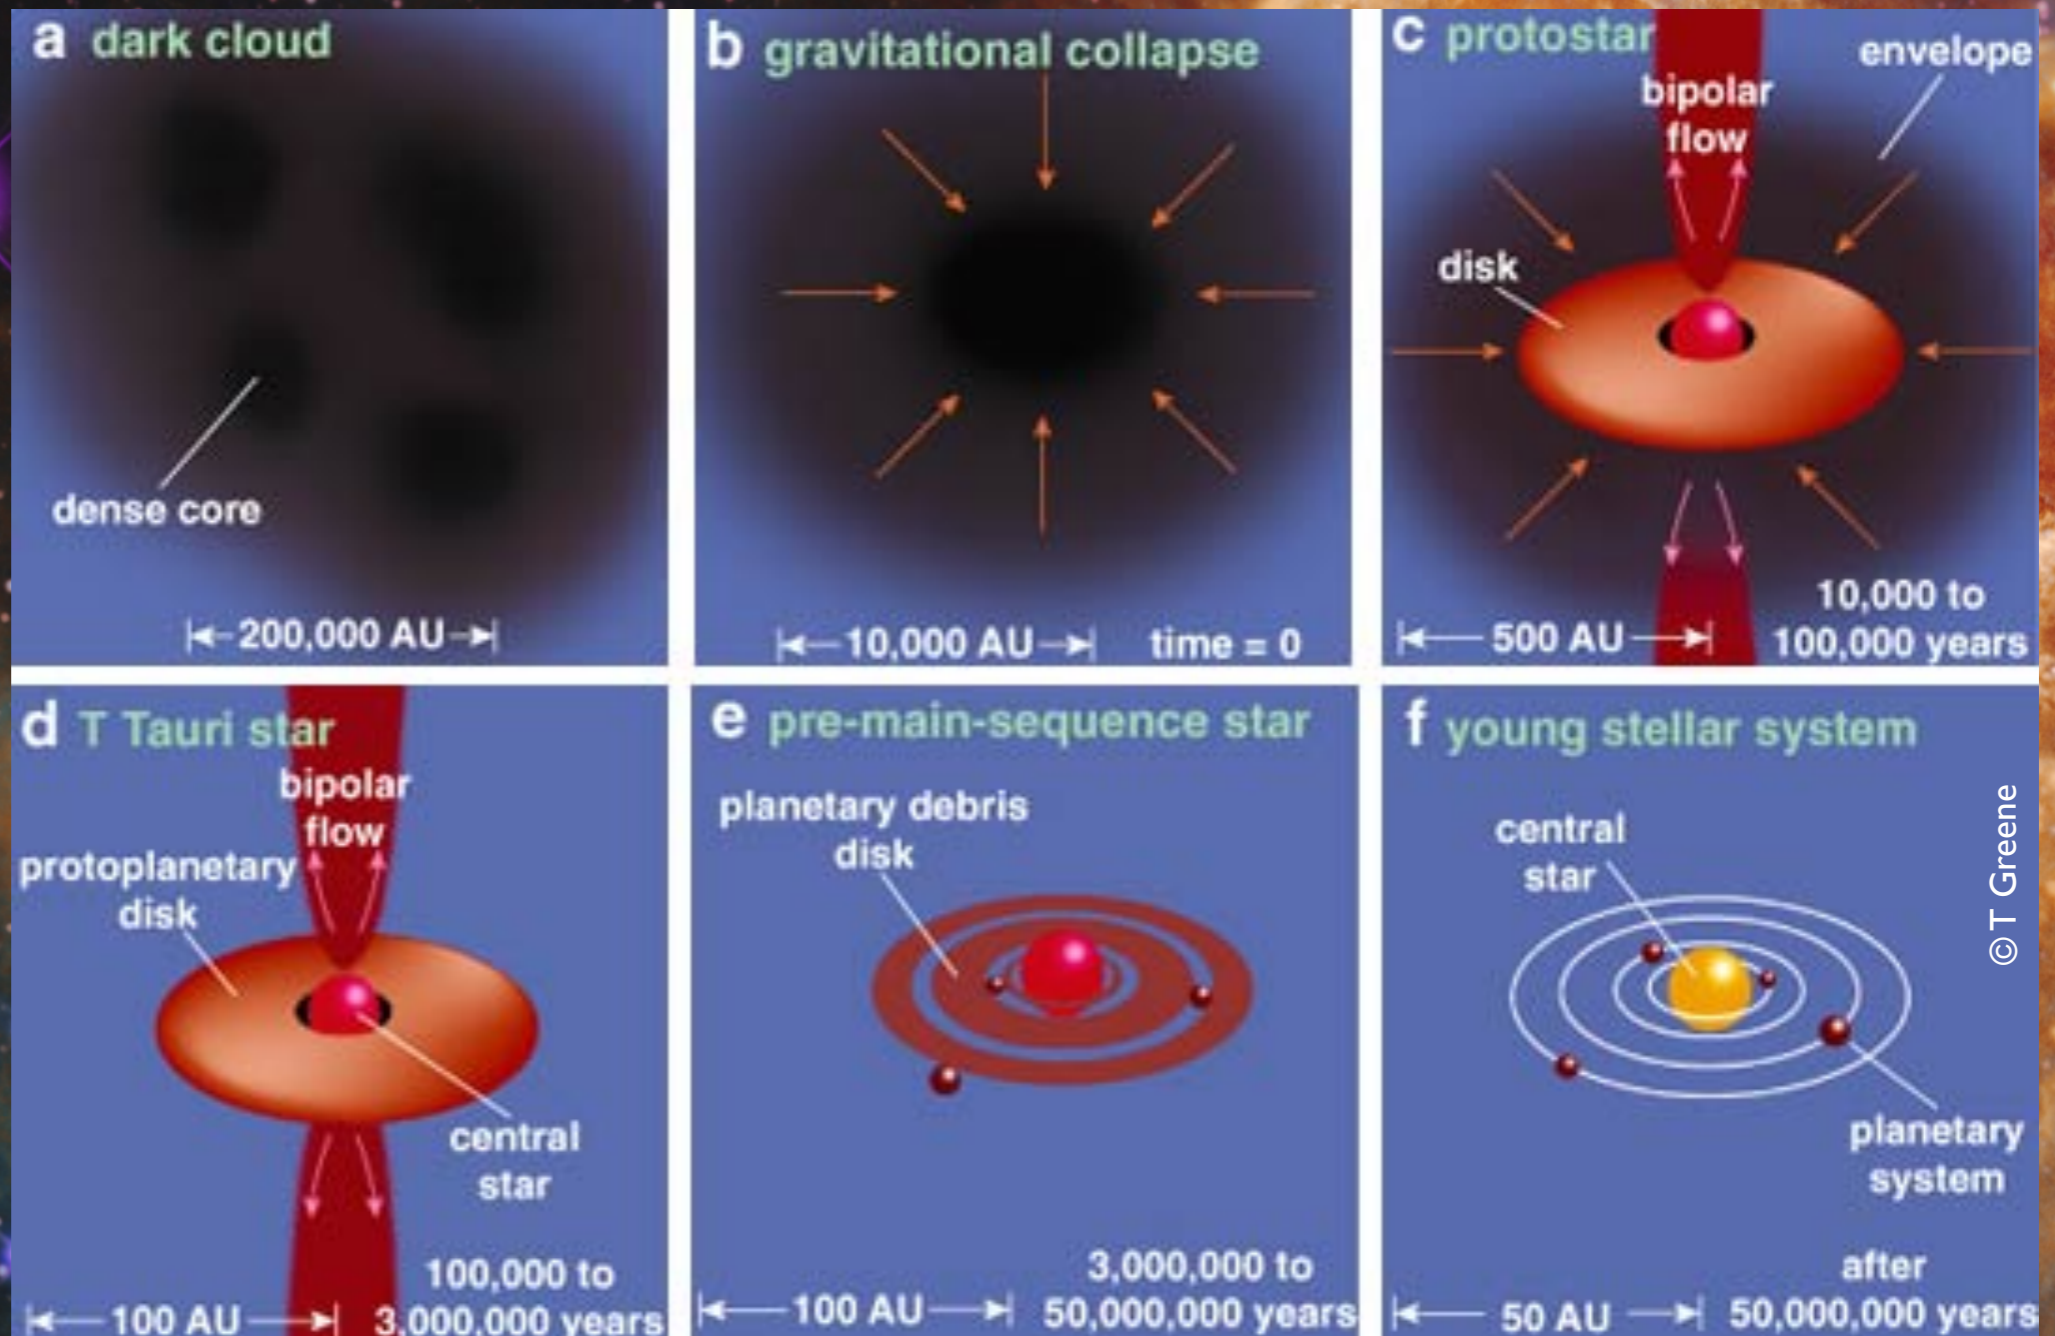 a dark cloud
dense core
200,000 AU
b gravitational collapse
10,000 AU
time = 0
c protostar
envelope
bipolar
flow
disk
10,000 to
500 AU
100,000 years
d T Tauri star
bipolar
flow
protoplanetary
disk
central
star
100,000 to
100 AU
3,000,000 years
e pre-main-sequence star
planetary debris
disk
3,000,000 to
100 AU
50,000,000 years
f young stellar system
central
star
planetary
system
after
50 AU
50,000,000 years
©T Greene